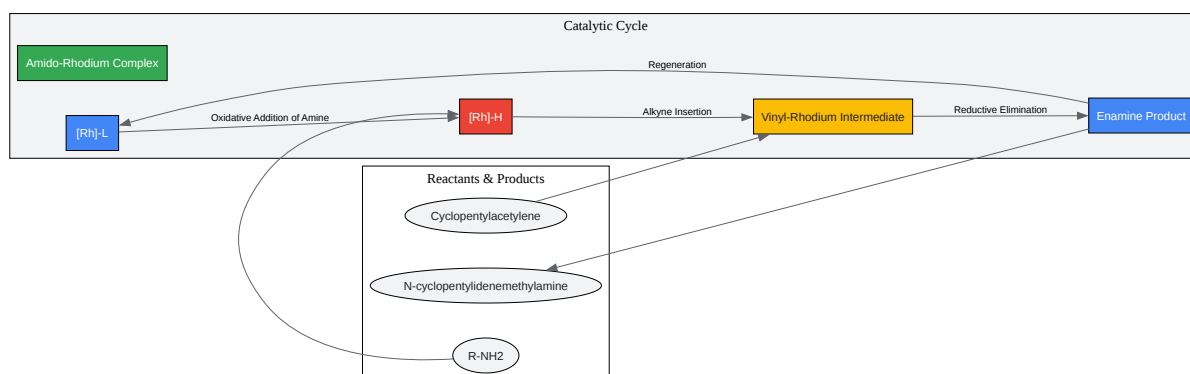 Catalytic Cycle
Amido-Rhodium Complex
Regeneration
[Rh]-L
Oxidative Addition of Amine
[Rh]-H
Alkyne Insertion
Vinyl-Rhodium Intermediate
Reductive Elimination
Enamine Product
Reactants & Products
Cyclopentylacetylene
N-cyclopentylidenemethylamine
R-NH2